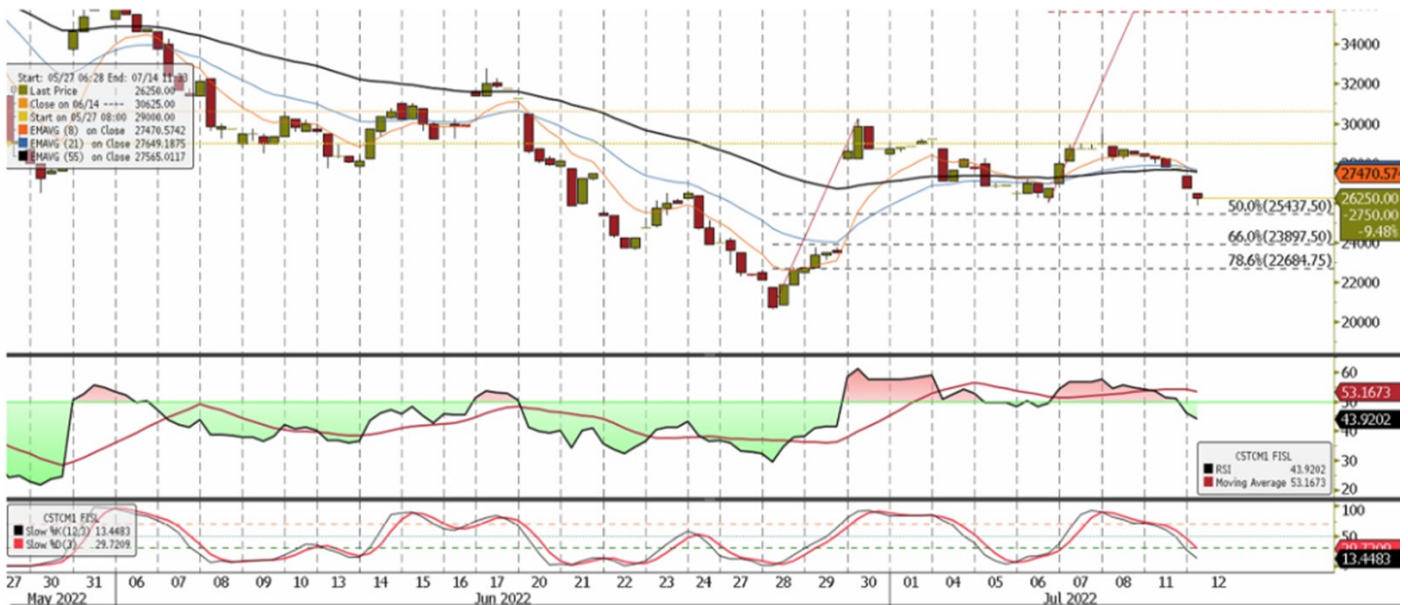 Start: 05/27 06:28 End: 07/14 11:33
Last Price 26250.00
Close on 06/14 ---- 30625.00
Start on 05/27 08:00 29000.00
EMAVG (8) on Close 27470.5742
EMAVG (21) on Close 27649.1875
EMAVG (55) on Close 27565.0117
34000
32000
30000
28000
27470.574
26250.00
-2750.00
-9.48%
50.0%(25437.50)
66.0%(23897.50)
24000
78.6%(22684.75)
22000
20000
60
53.1673
50
43.9202
40
30
20
CSTCM1 FISL
RSI 43.9202
Moving Average 53.1673
CSTCM1 FISL
Slow %K(12,3) 13.4483
Slow %D(3) 29.7209
100
50
29.7209
13.4483
27 30 31 06 07 08 09 10 13 14 15 16 17 20 21 22 23 24 27 28 29 30 01 04 05 06 07 08 11 12
May 2022 Jun 2022 Jul 2022